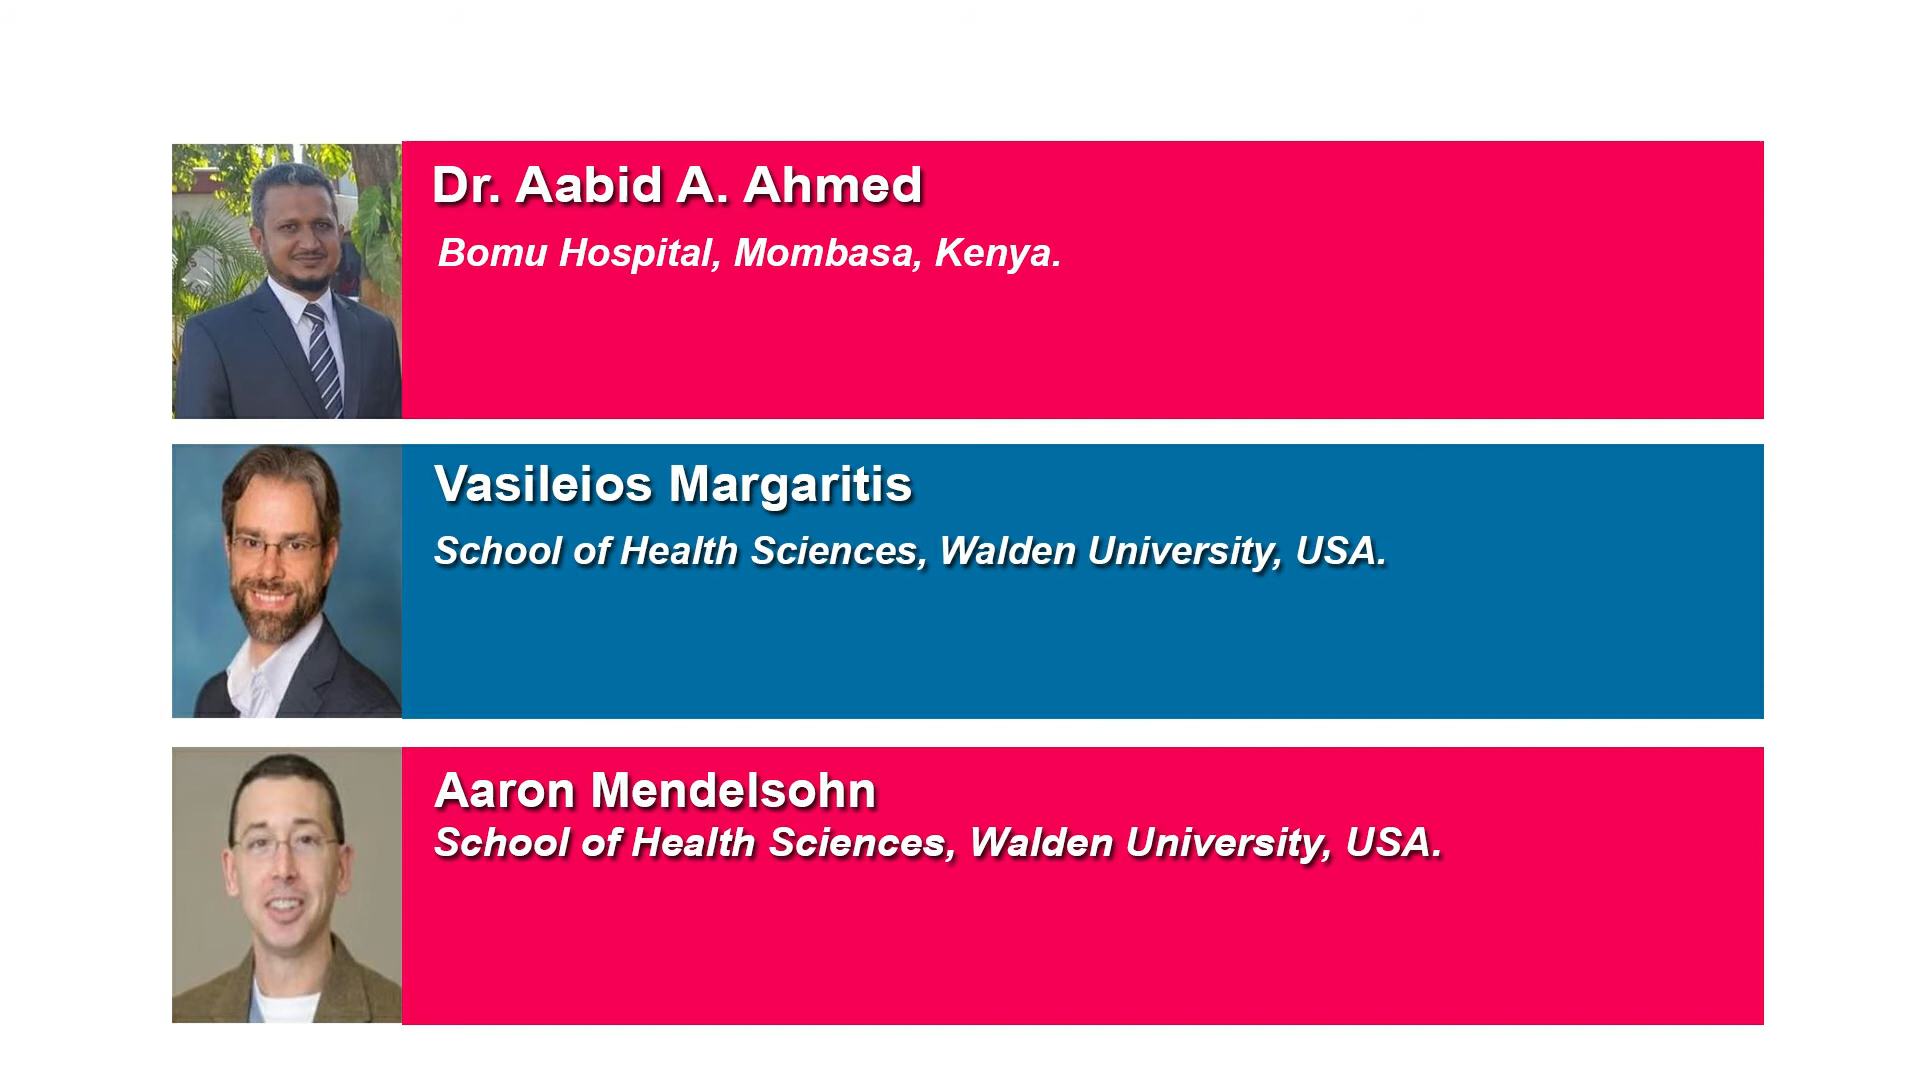 Dr. Aabid A. Ahmed
Bomu Hospital, Mombasa, Kenya.
Vasileios Margaritis
School of Health Sciences, Walden University, USA.
Aaron Mendelsohn
School of Health Sciences, Walden University, USA.